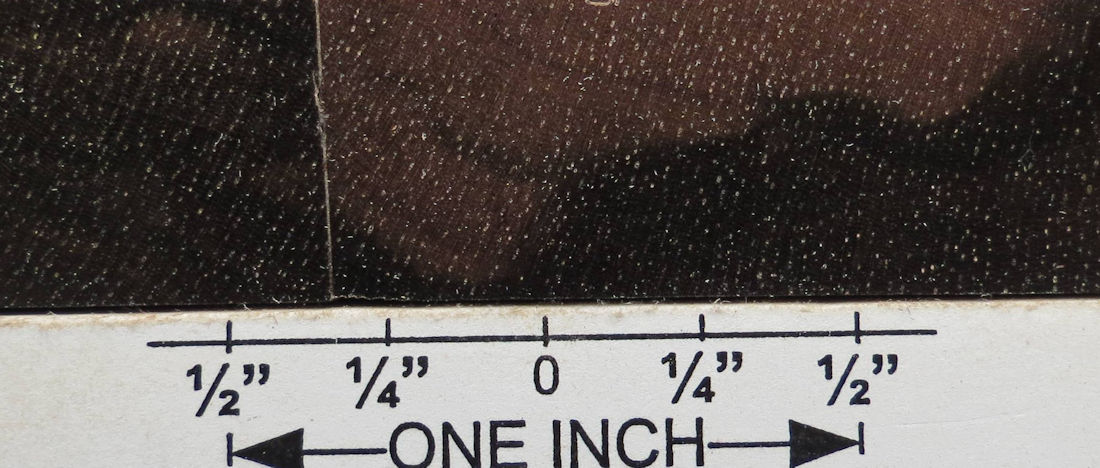 ½” ¼” 0 ¼” ½”
ONE INCH